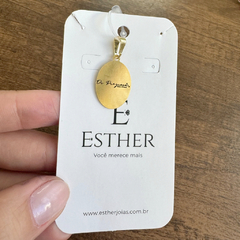 E
ESTHER
Você merece mais
www.estherjoias.com.br